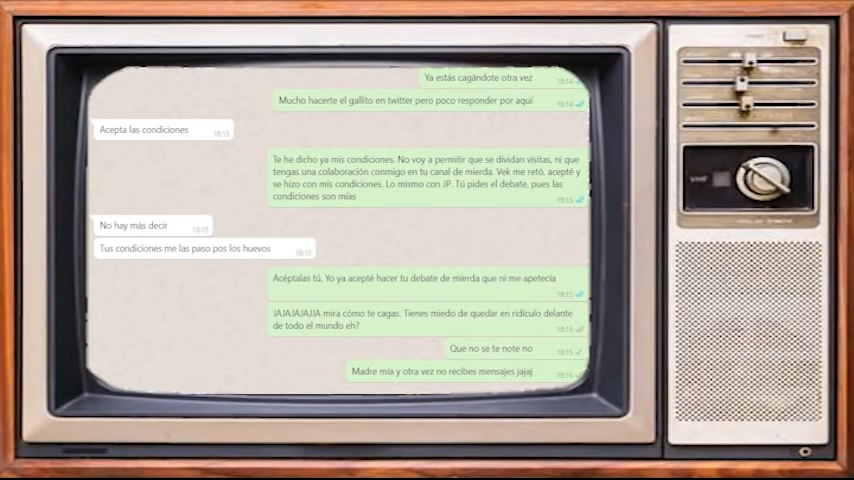 Ya estás cagándote otra vez
18:14
Mucho hacerte el gallito en twitter pero poco responder por aquí
18:14
Acepta las condiciones
18:15
Te he dicho ya mis condiciones. No voy a permitir que se dividan visitas, ni que
tengas una colaboración conmigo en tu canal de mierda. Vek me retó, acepté y
se hizo con mis condiciones. Lo mismo con JP. Tú pides el debate, pues las
condiciones son mías
18:15
No hay más decir
18:15
Tus condiciones me las paso pos los huevos
18:15
Acéptalas tú. Yo ya acepté hacer tu debate de mierda que ni me apetecía
18:15
JAJAJAJAJJA mira cómo te cagas. Tienes miedo de quedar en ridículo delante
de todo el mundo eh?
18:15
Que no se te note no
18:15
Madre mía y otra vez no recibes mensajes jajaj
18:16
VHF